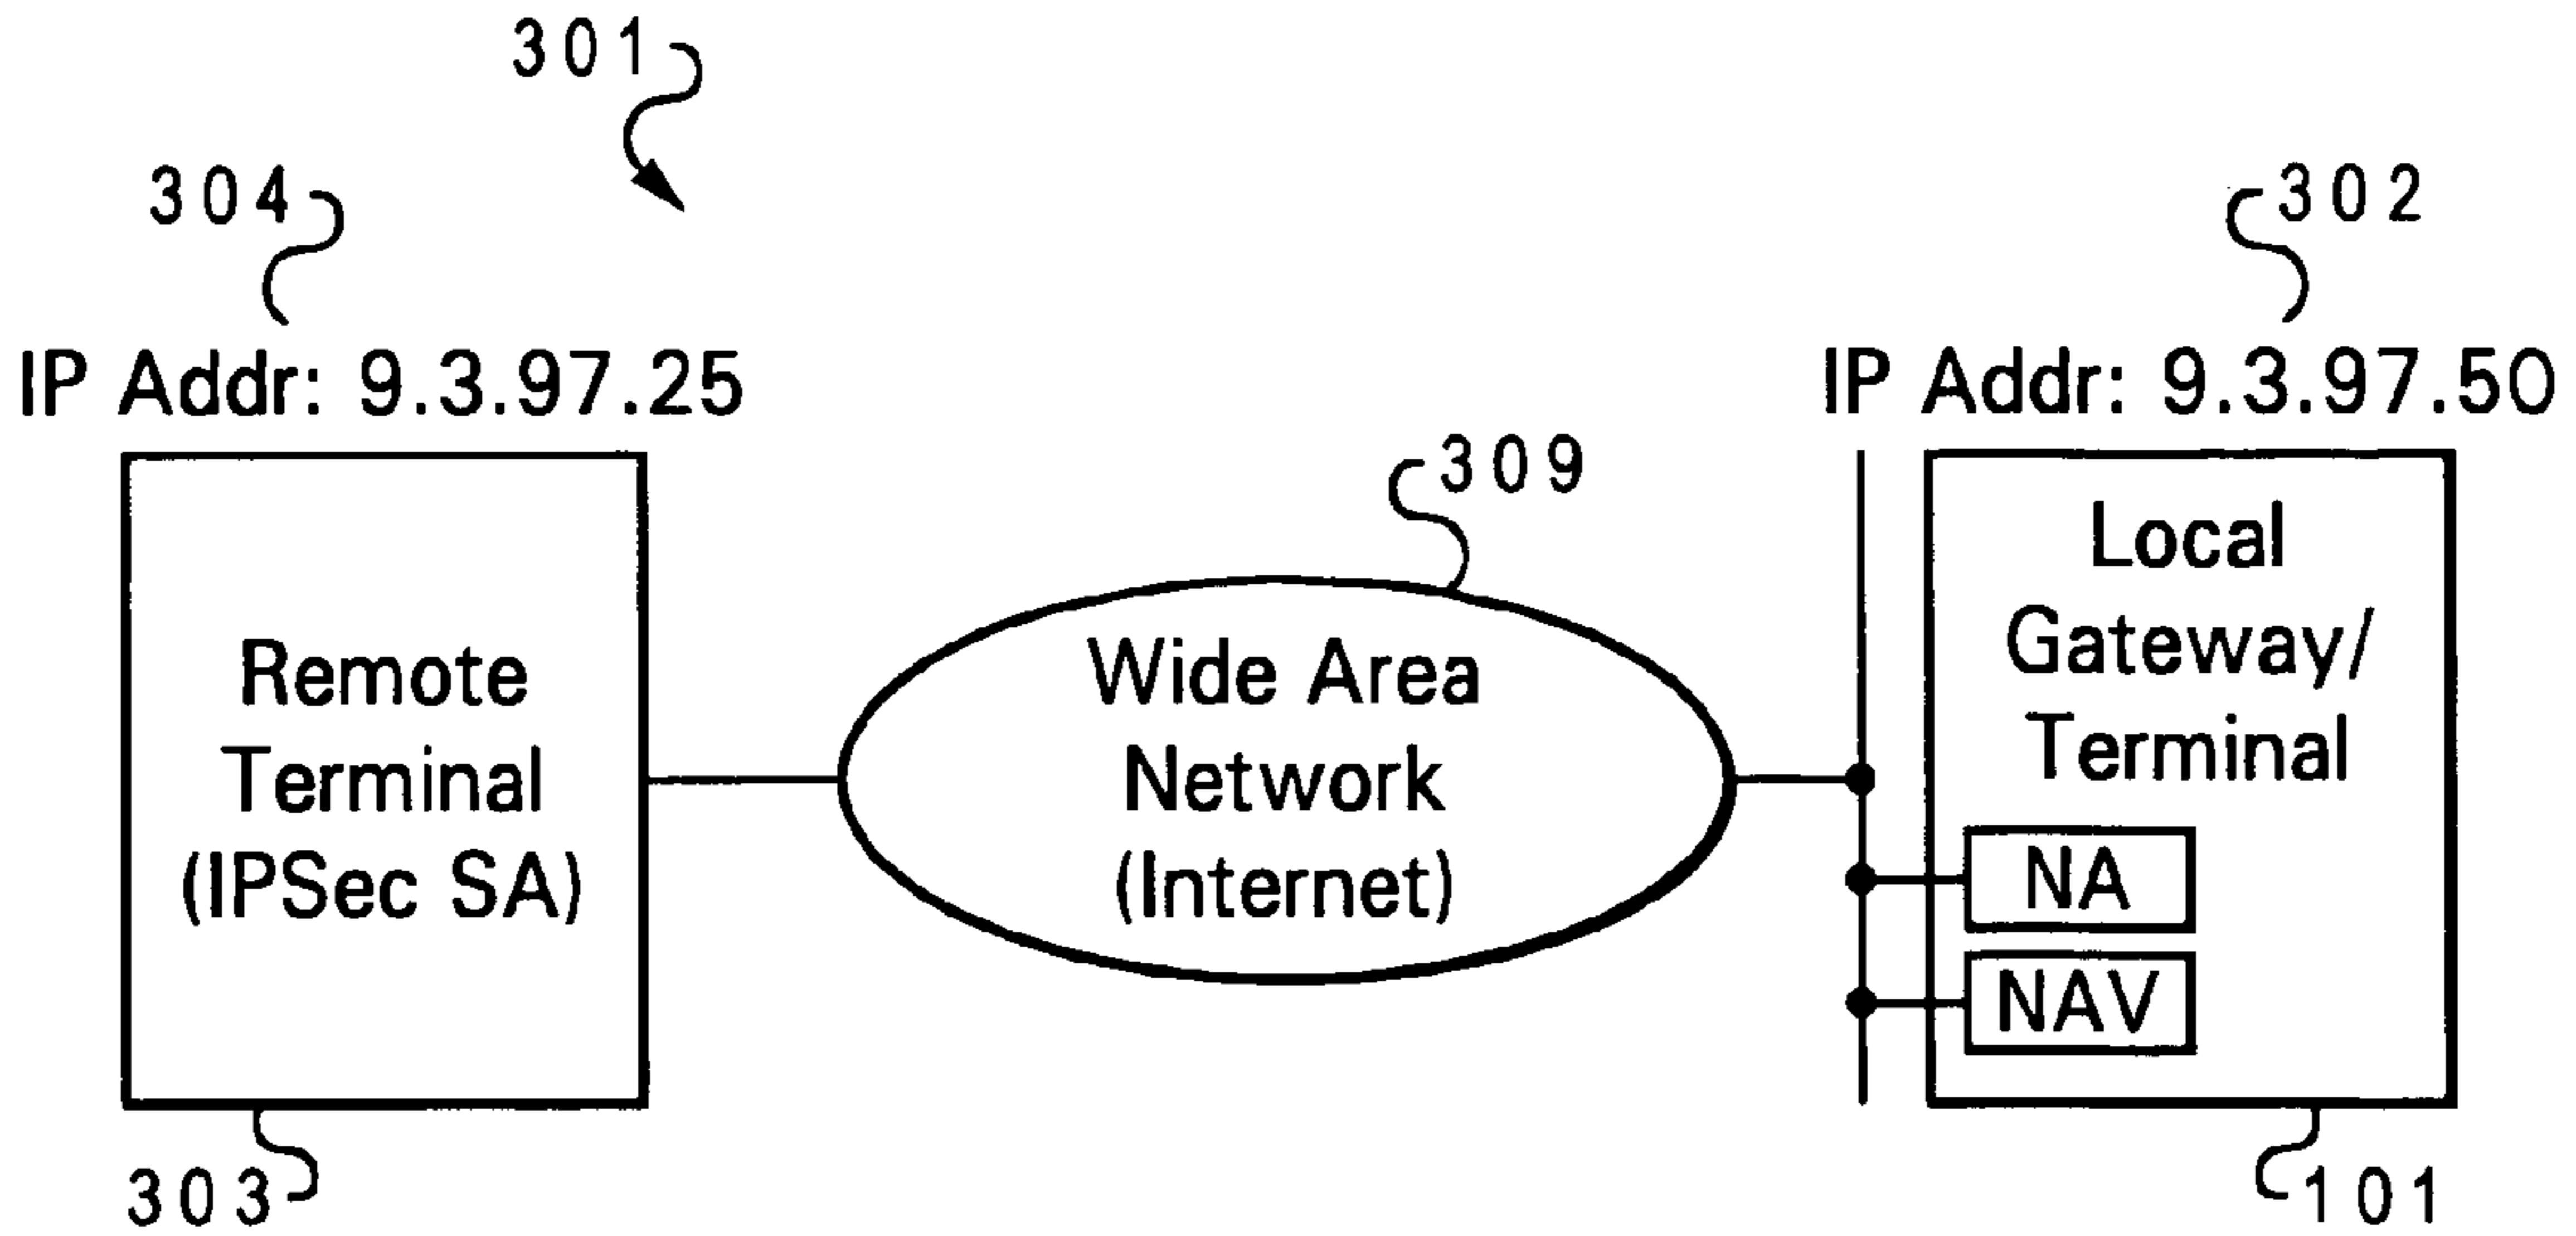 301
304
302
IP Addr: 9.3.97.25
IP Addr: 9.3.97.50
309
Remote
Terminal
(IPSec SA)
Wide Area
Network
(Internet)
Local
Gateway/
Terminal
NA
NAV
303
101